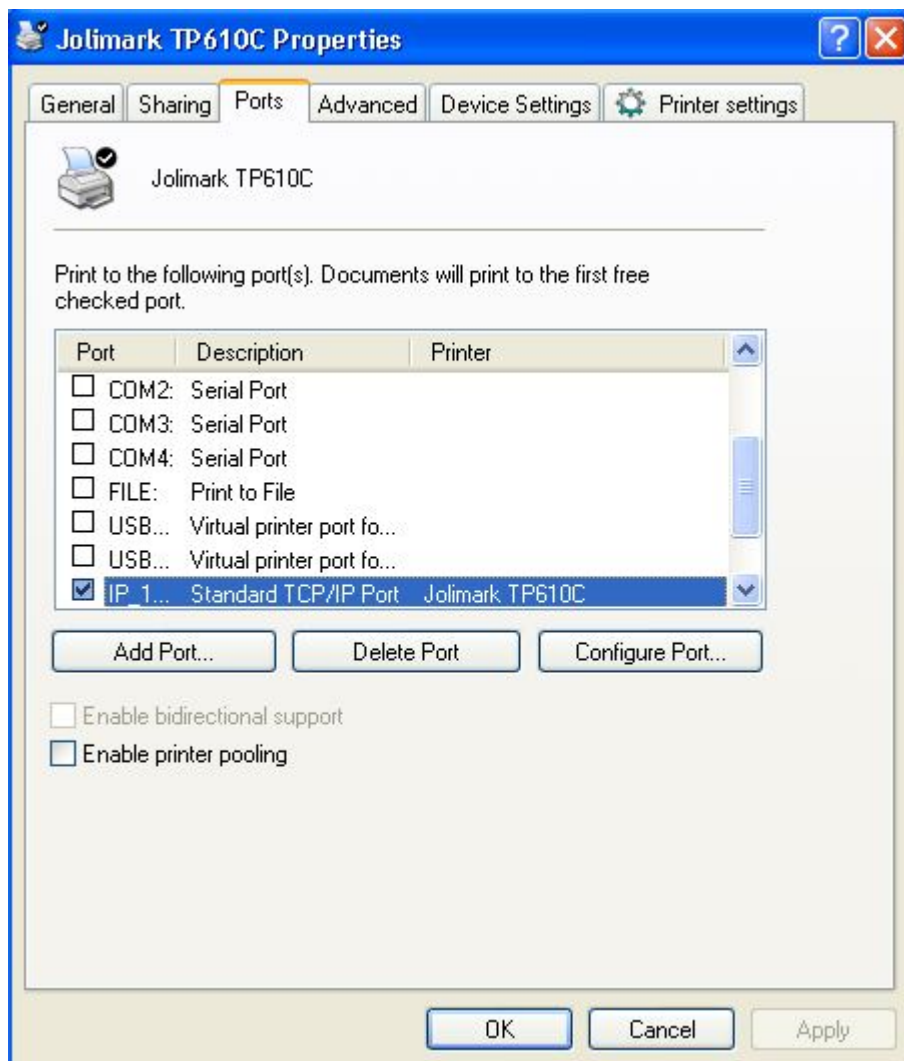 Jolimark TP610C Properties
General Sharing Ports Advanced Device Settings Printer settings
Jolimark TP610C
Print to the following port(s). Documents will print to the first free
checked port.
Port Description Printer
COM2: Serial Port
COM3: Serial Port
COM4: Serial Port
FILE: Print to File
USB... Virtual printer port fo...
USB... Virtual printer port fo...
IP_1... Standard TCP/IP Port Jolimark TP610C
Add Port... Delete Port Configure Port...
Enable bidirectional support
Enable printer pooling
OK Cancel Apply